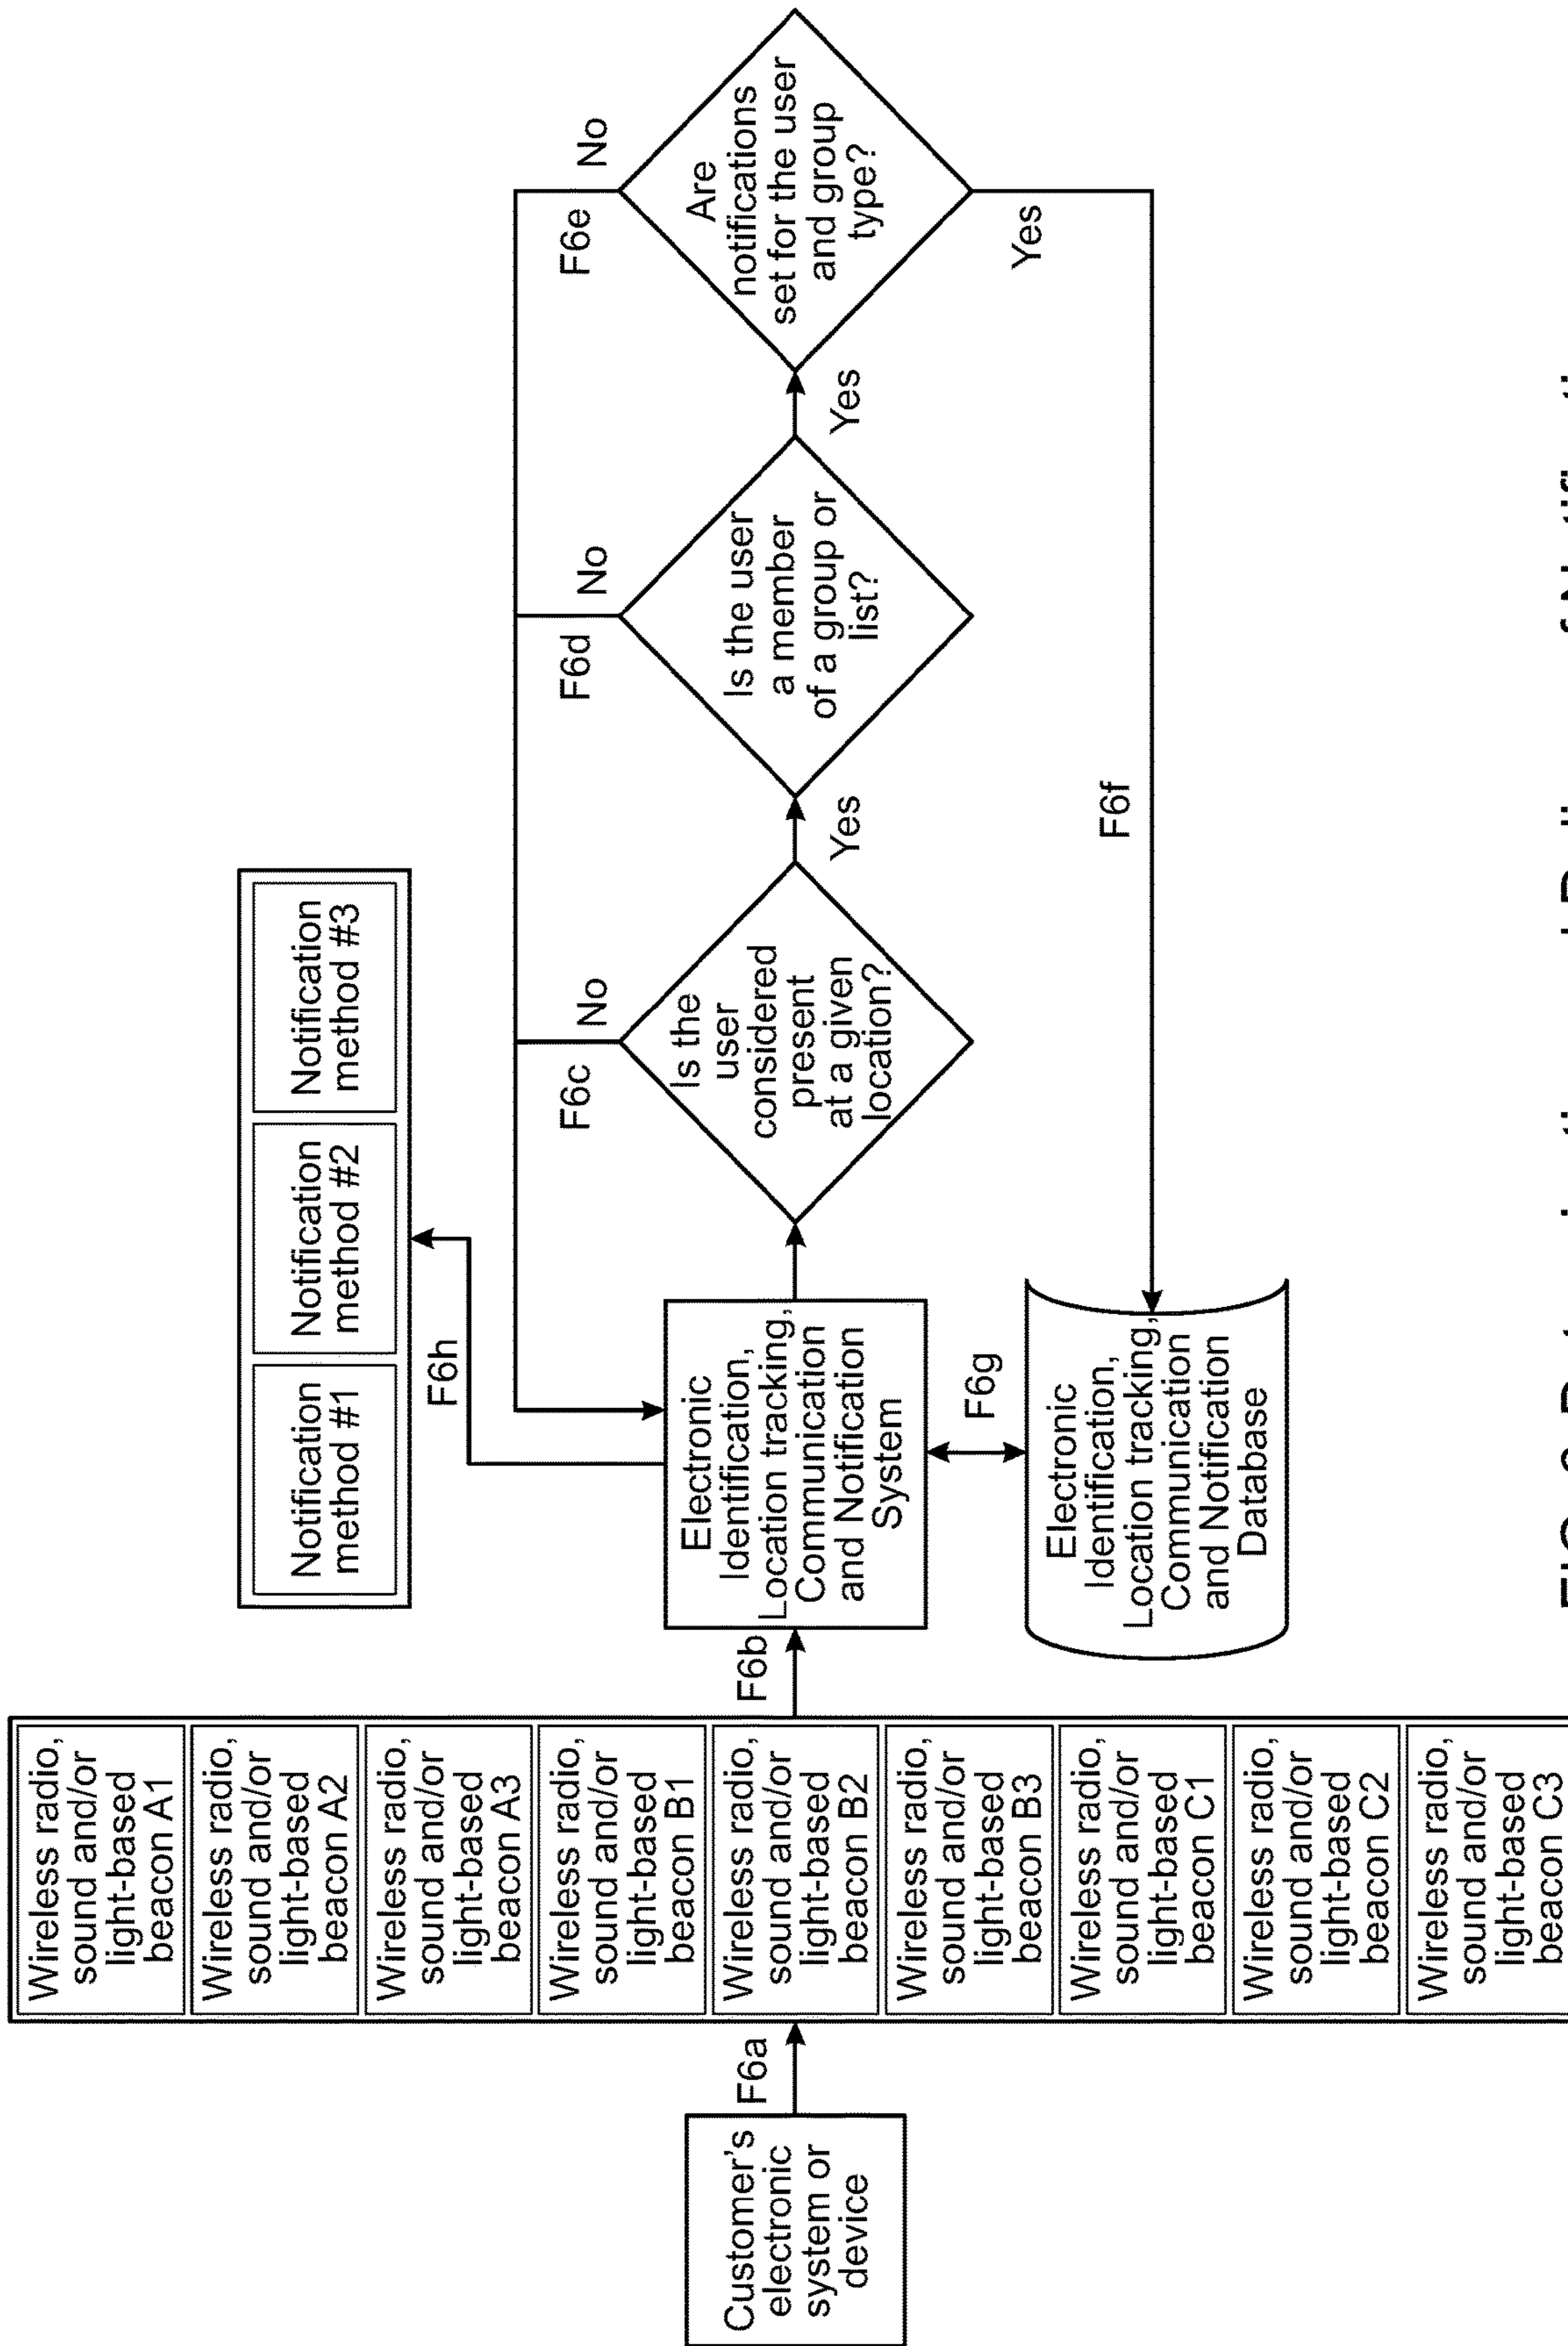 Customer's
electronic
system or
device
F6a
Wireless radio,
sound and/or
light-based
beacon A1
Wireless radio,
sound and/or
light-based
beacon A2
Wireless radio,
sound and/or
light-based
beacon A3
Wireless radio,
sound and/or
light-based
beacon B1
Wireless radio,
sound and/or
light-based
beacon B2
Wireless radio,
sound and/or
light-based
beacon B3
Wireless radio,
sound and/or
light-based
beacon C1
Wireless radio,
sound and/or
light-based
beacon C2
Wireless radio,
sound and/or
light-based
beacon C3
F6b
Notification
method #1
Notification
method #2
Notification
method #3
F6h
Electronic
Identification,
Location tracking,
Communication
and Notification
System
F6g
Electronic
Identification,
Location tracking,
Communication
and Notification
Database
F6c
No
Is the
user
considered
present
at a given
location?
Yes
F6d
No
Is the user
a member
of a group or
list?
Yes
F6e
No
Are
notifications
set for the user
and group
type?
Yes
F6f